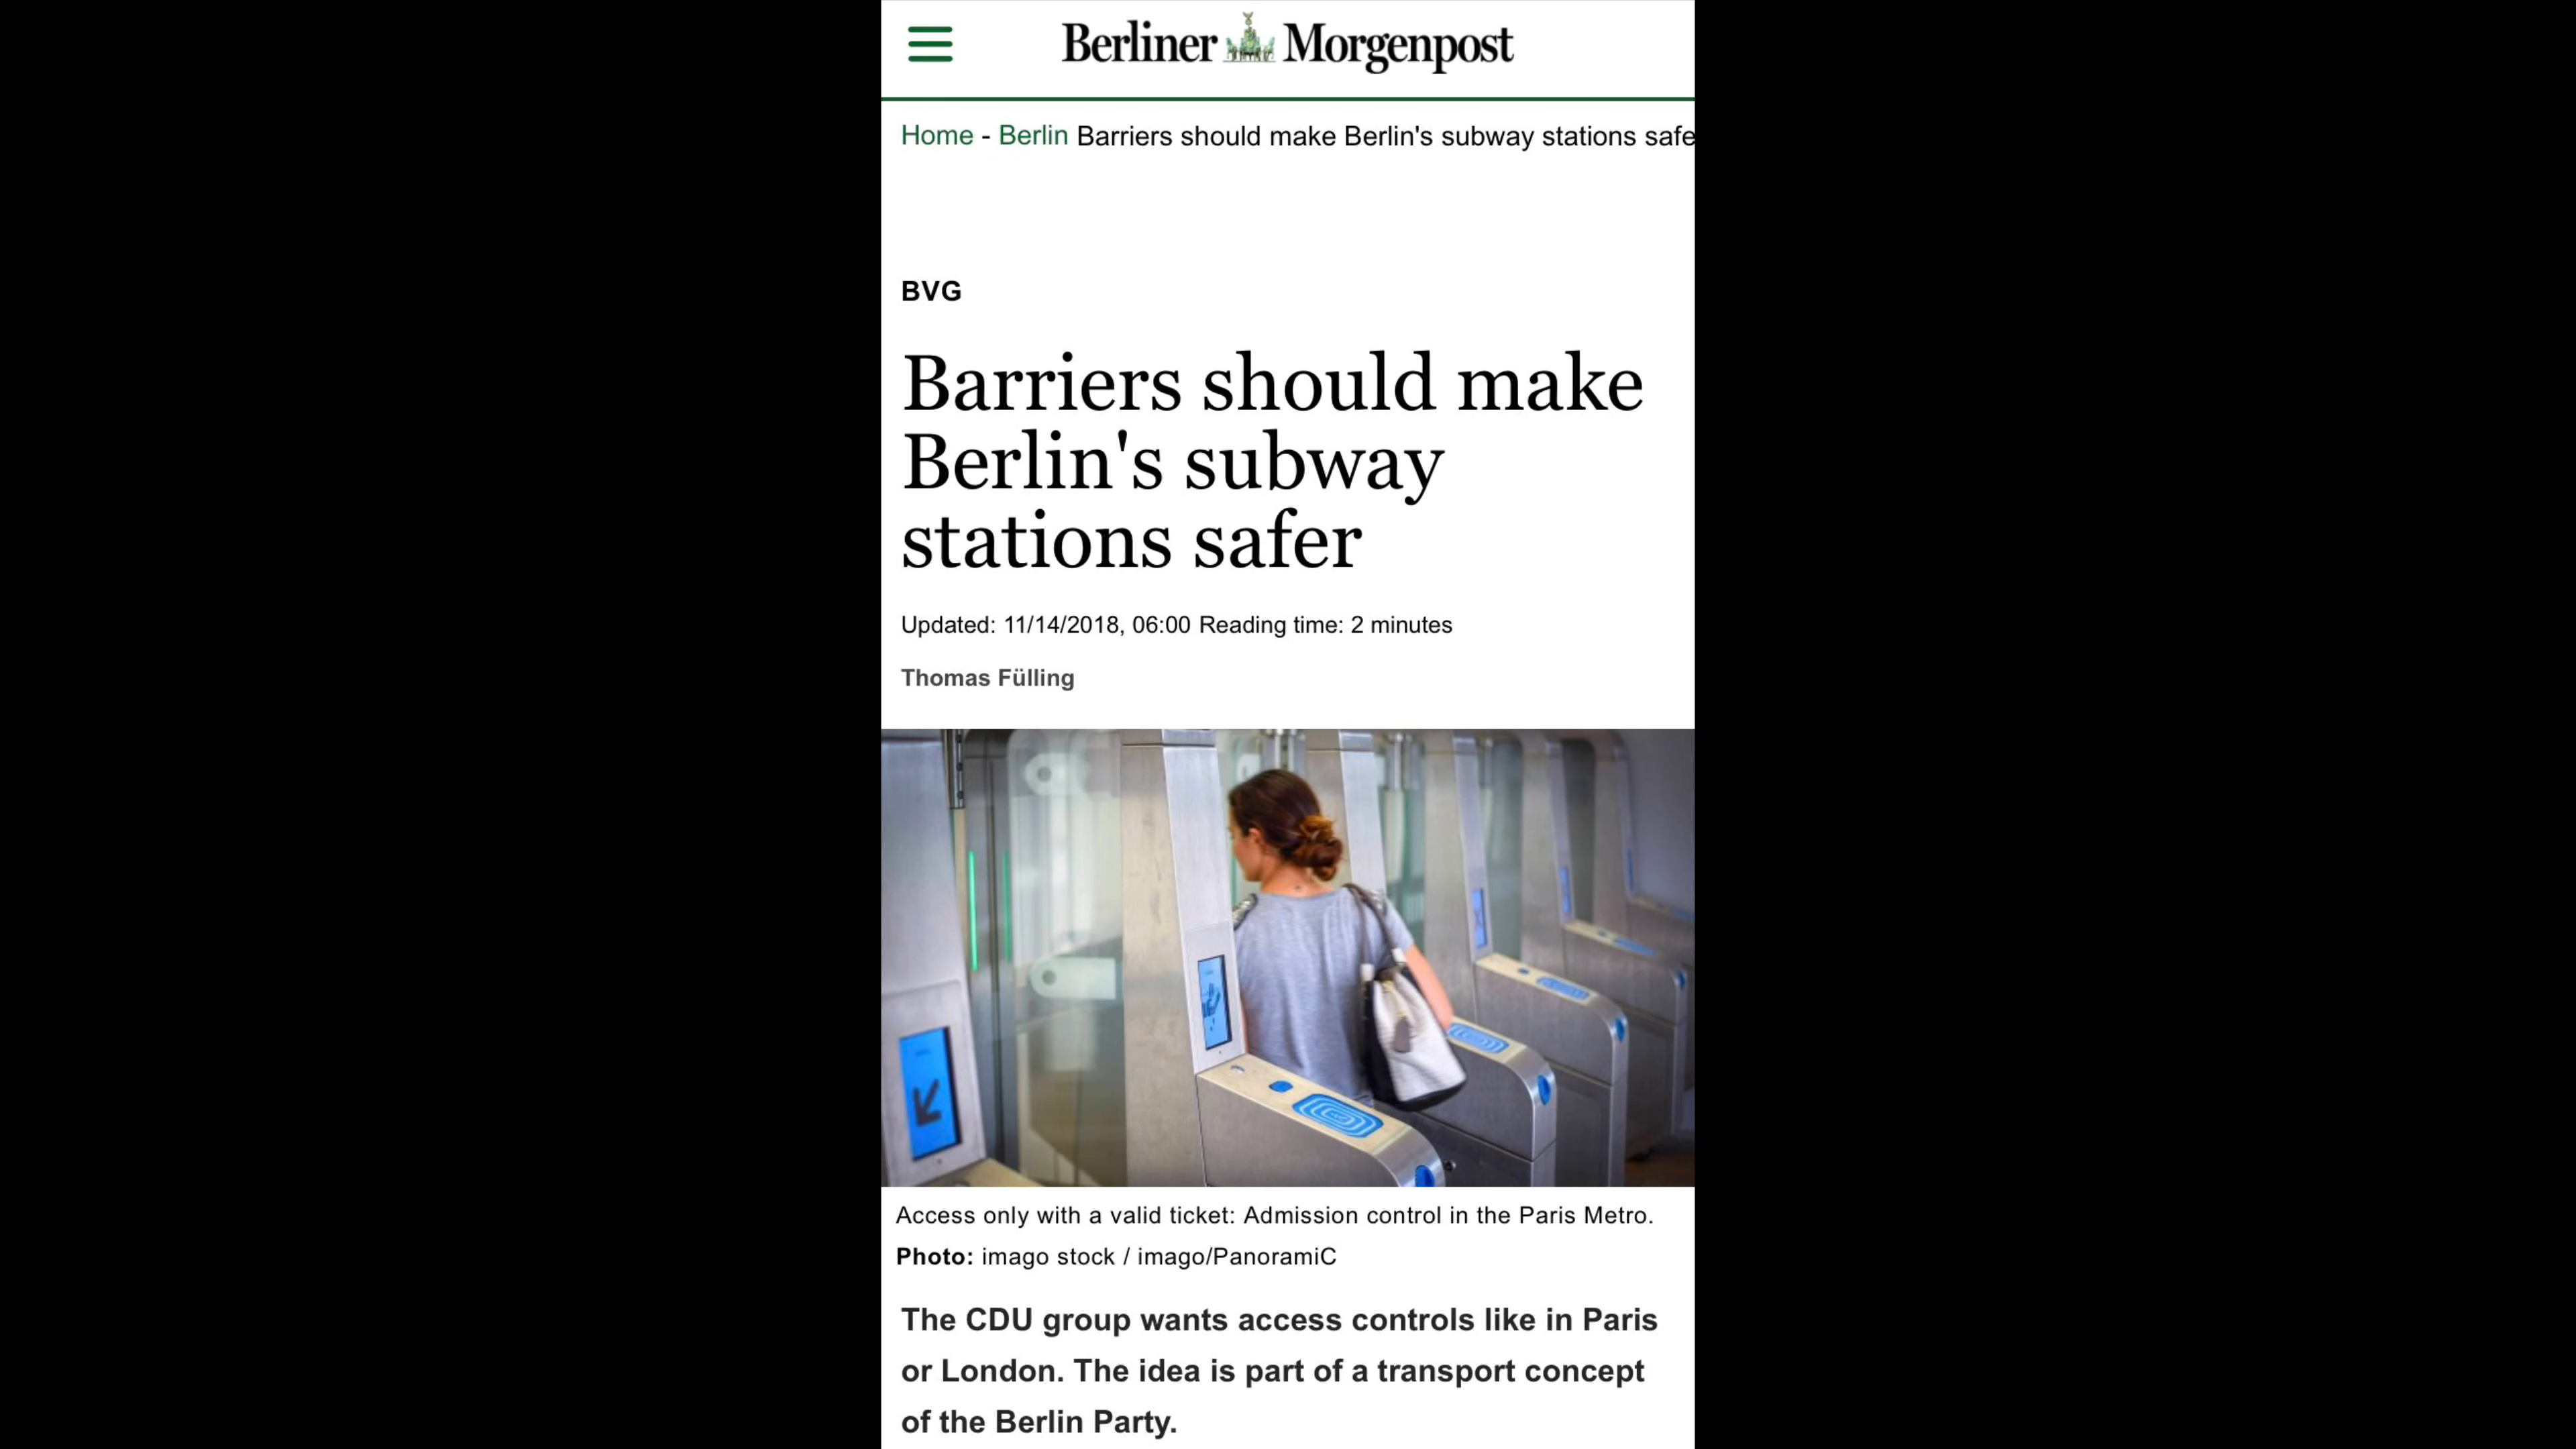 Berliner Morgenpost
Home - Berlin Barriers should make Berlin's subway stations safe
BVG
Barriers should make
Berlin's subway
stations safer
Updated: 11/14/2018, 06:00 Reading time: 2 minutes
Thomas Fülling
Access only with a valid ticket: Admission control in the Paris Metro.
Photo: imago stock / imago/PanoramiC
The CDU group wants access controls like in Paris
or London. The idea is part of a transport concept
of the Berlin Party.